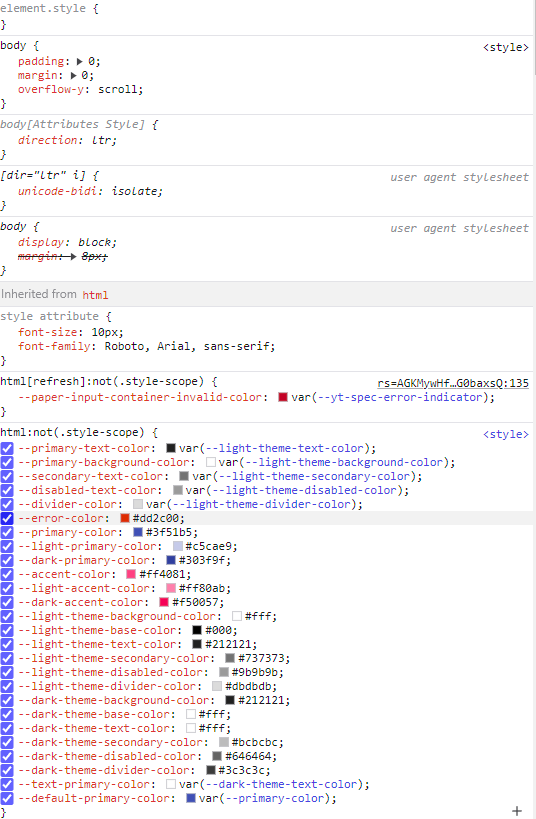 element.style {
}
body {
<style>
padding: ▶ 0;
margin: ▶ 0;
overflow-y: scroll;
}
body[Attributes Style] {
direction: ltr;
}
[dir="ltr" i] {
user agent stylesheet
unicode-bidi: isolate;
}
body {
user agent stylesheet
display: block;
margin: ▶ 8px;
}
Inherited from html
style attribute {
font-size: 10px;
font-family: Roboto, Arial, sans-serif;
}
html[refresh]:not(.style-scope) {
rs=AGKMywHf…G0baxsQ:135
--paper-input-container-invalid-color: var(--yt-spec-error-indicator);
}
html:not(.style-scope) {
<style>
--primary-text-color: var(--light-theme-text-color);
--primary-background-color: var(--light-theme-background-color);
--secondary-text-color: var(--light-theme-secondary-color);
--disabled-text-color: var(--light-theme-disabled-color);
--divider-color: var(--light-theme-divider-color);
--error-color: #dd2c00;
--primary-color: #3f51b5;
--light-primary-color: #c5cae9;
--dark-primary-color: #303f9f;
--accent-color: #ff4081;
--light-accent-color: #ff80ab;
--dark-accent-color: #f50057;
--light-theme-background-color: #fff;
--light-theme-base-color: #000;
--light-theme-text-color: #212121;
--light-theme-secondary-color: #737373;
--light-theme-disabled-color: #9b9b9b;
--light-theme-divider-color: #dbdbdb;
--dark-theme-background-color: #212121;
--dark-theme-base-color: #fff;
--dark-theme-text-color: #fff;
--dark-theme-secondary-color: #bcbcbc;
--dark-theme-disabled-color: #646464;
--dark-theme-divider-color: #3c3c3c;
--text-primary-color: var(--dark-theme-text-color);
--default-primary-color: var(--primary-color);
}